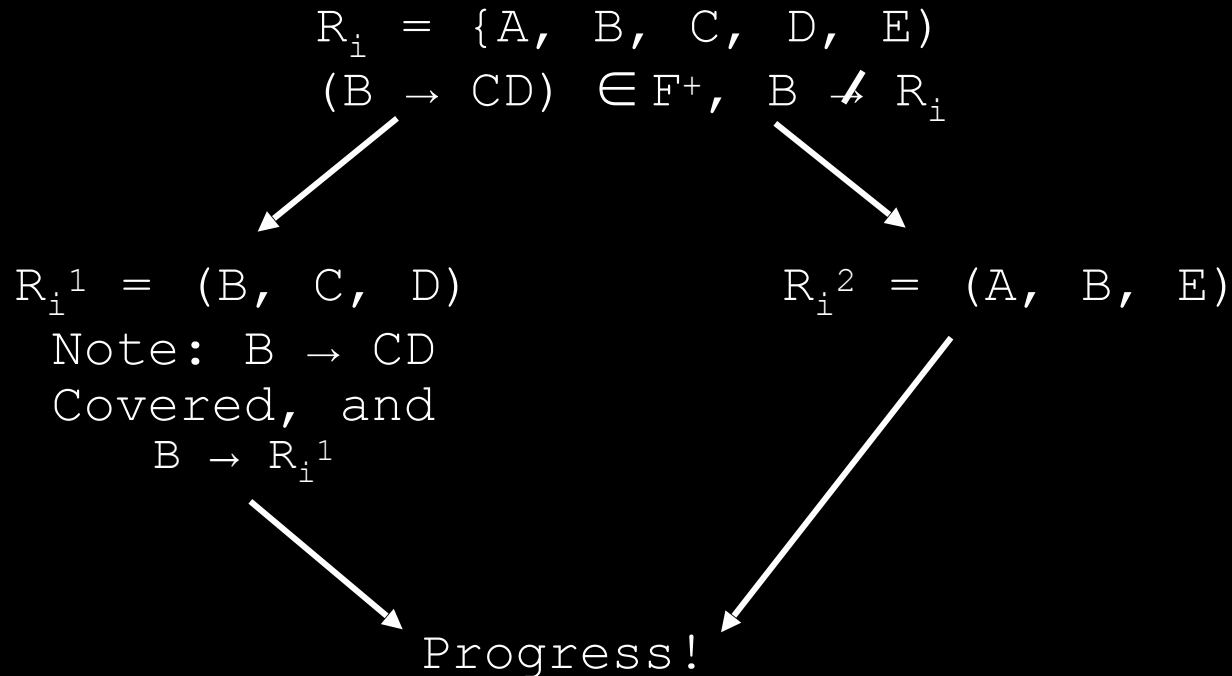 Rᵢ = {A, B, C, D, E)
(B → CD) ∈ F⁺, B ↛ Rᵢ
Rᵢ¹ = (B, C, D)
Rᵢ² = (A, B, E)
Note: B → CD
Covered, and
B → Rᵢ¹
Progress!